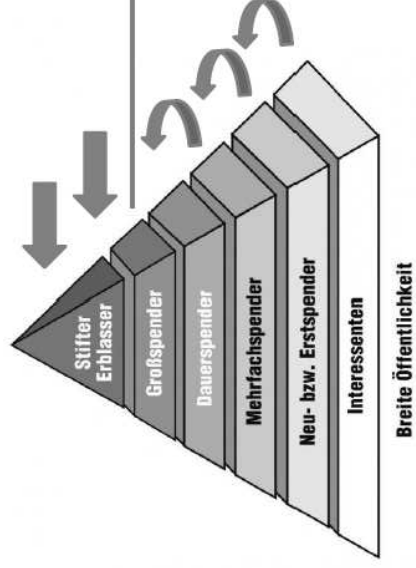 Stifter
Erblasser
Großspender
Dauerspender
Mehrfachspender
Neu- bzw. Erstspender
Interessenten
Breite Öffentlichkeit